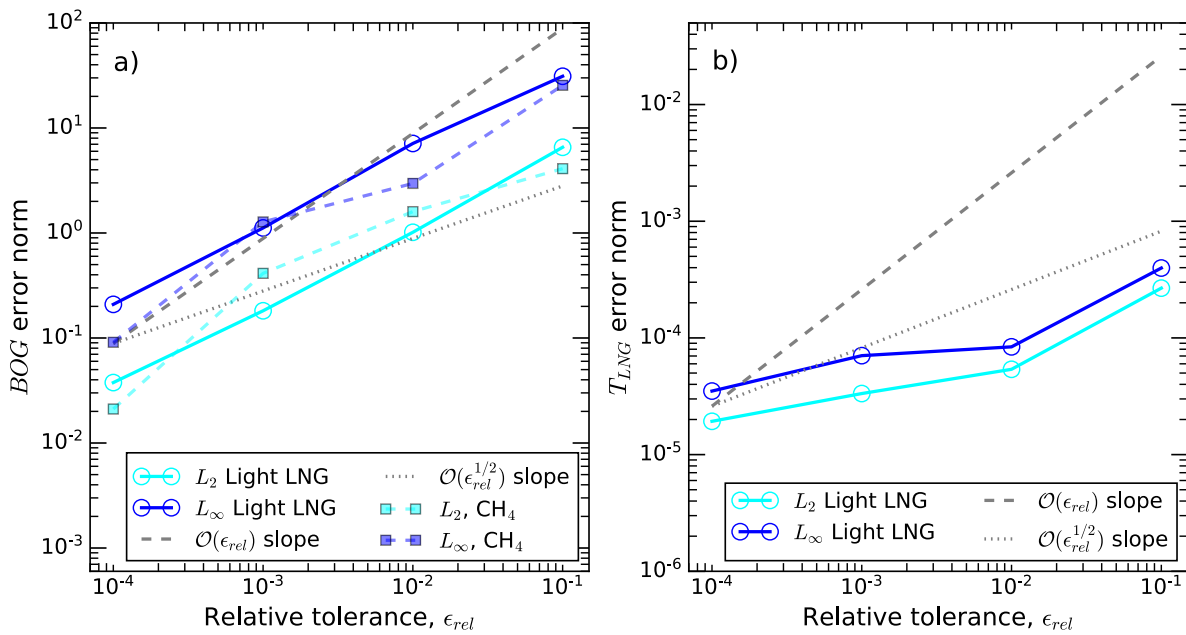 a)
10^2
10^1
10^0
10^-1
10^-2
10^-3
BOG error norm
L_2 Light LNG
L_∞ Light LNG
O(ϵ_rel) slope
O(ϵ_rel^1/2) slope
L_2, CH_4
L_∞, CH_4
10^-4 10^-3 10^-2 10^-1
Relative tolerance, ϵ_rel
b)
10^-2
10^-3
10^-4
10^-5
10^-6
T_LNG error norm
L_2 Light LNG
L_∞ Light LNG
O(ϵ_rel) slope
O(ϵ_rel^1/2) slope
10^-4 10^-3 10^-2 10^-1
Relative tolerance, ϵ_rel